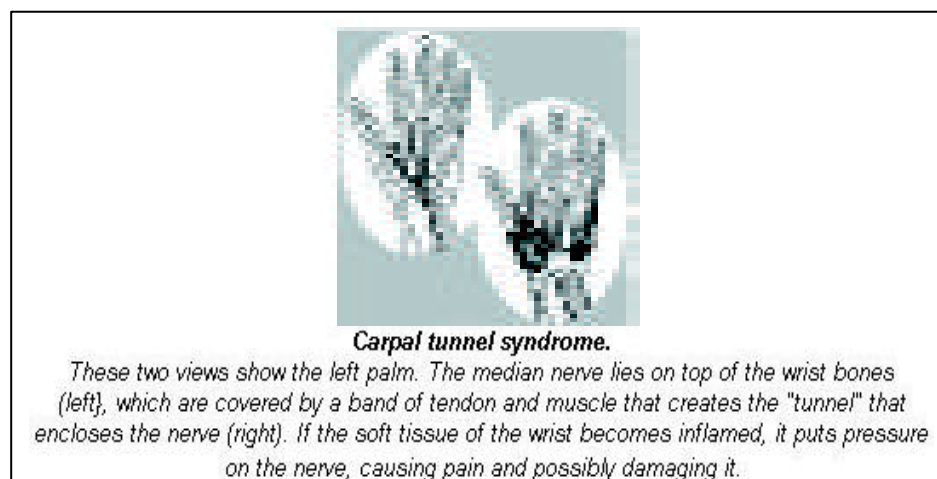 Carpal tunnel syndrome.
These two views show the left palm. The median nerve lies on top of the wrist bones
(left}, which are covered by a band of tendon and muscle that creates the "tunnel" that
encloses the nerve (right). If the soft tissue of the wrist becomes inflamed, it puts pressure
on the nerve, causing pain and possibly damaging it.